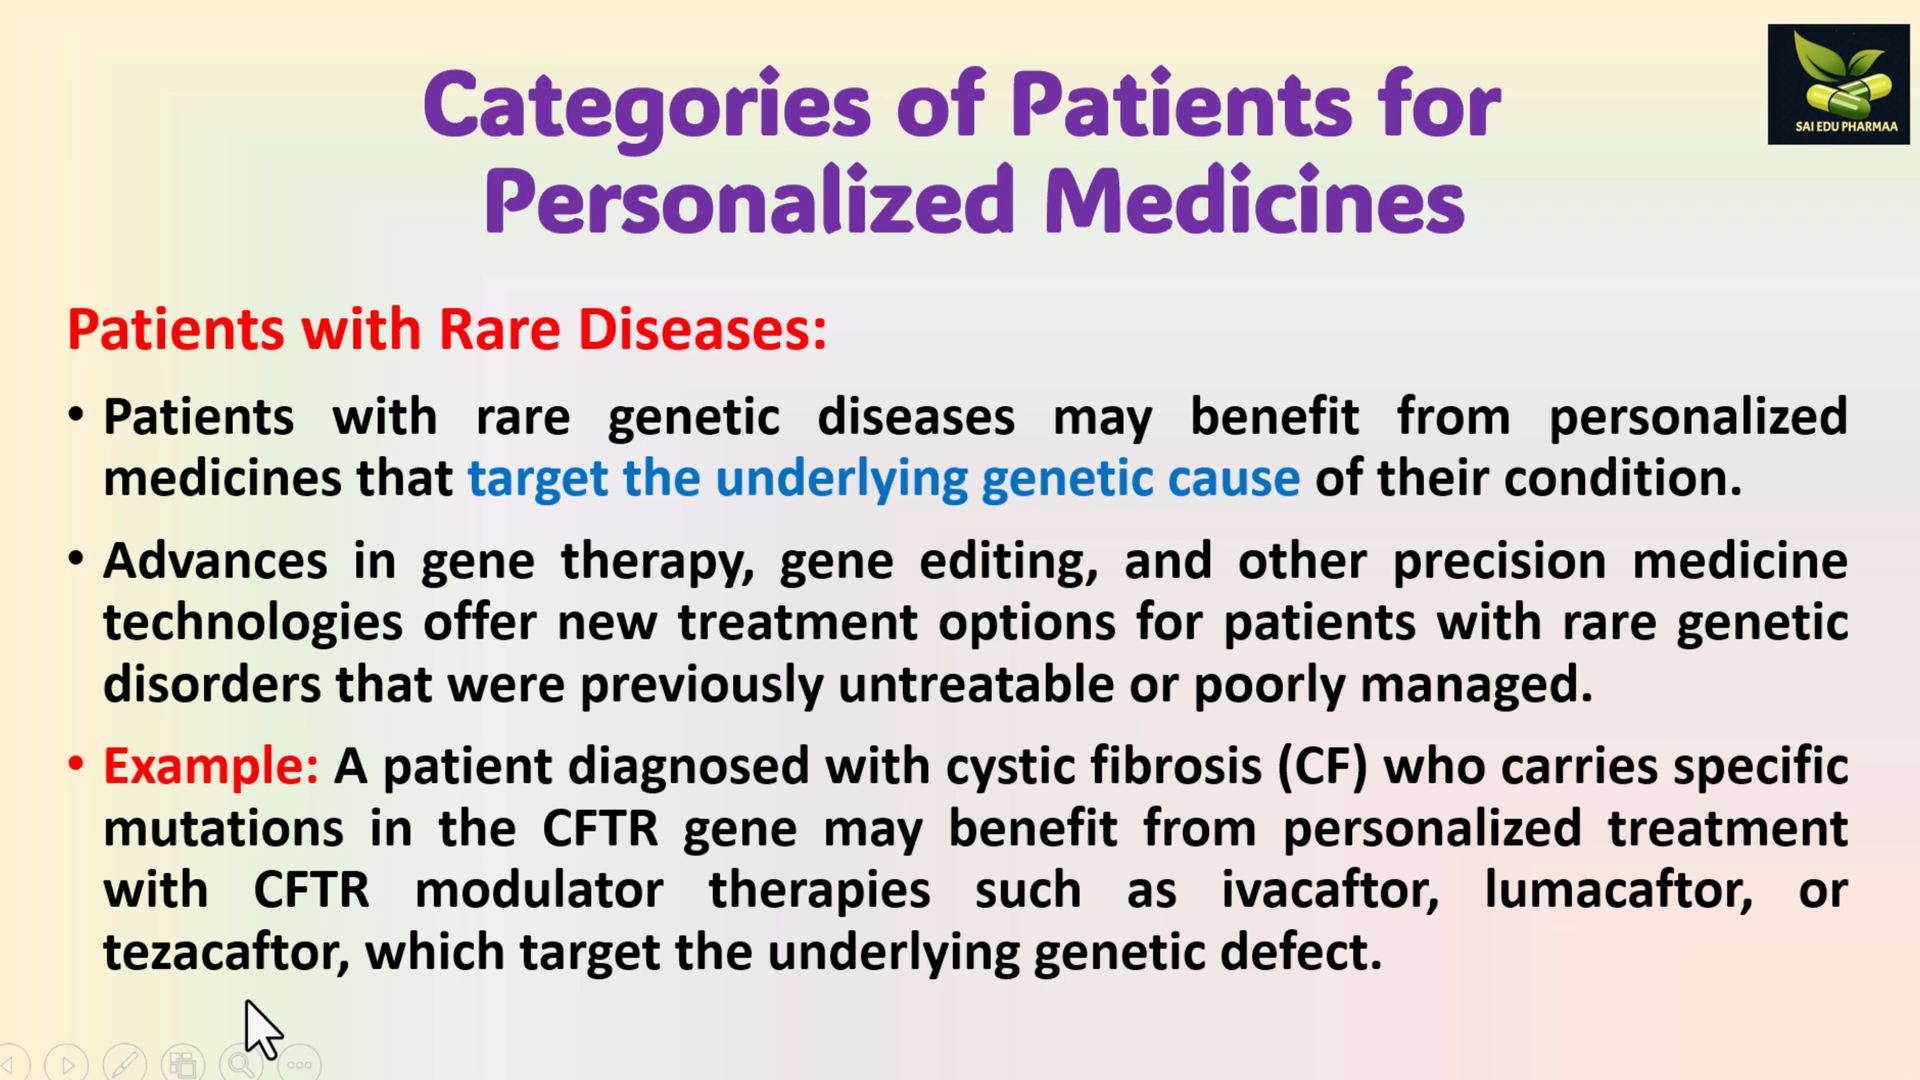 Categories of Patients for
Personalized Medicines
SAI EDU PHARMAA
Patients with Rare Diseases:
• Patients with rare genetic diseases may benefit from personalized
medicines that target the underlying genetic cause of their condition.
• Advances in gene therapy, gene editing, and other precision medicine
technologies offer new treatment options for patients with rare genetic
disorders that were previously untreatable or poorly managed.
• Example: A patient diagnosed with cystic fibrosis (CF) who carries specific
mutations in the CFTR gene may benefit from personalized treatment
with CFTR modulator therapies such as ivacaftor, lumacaftor, or
tezacaftor, which target the underlying genetic defect.